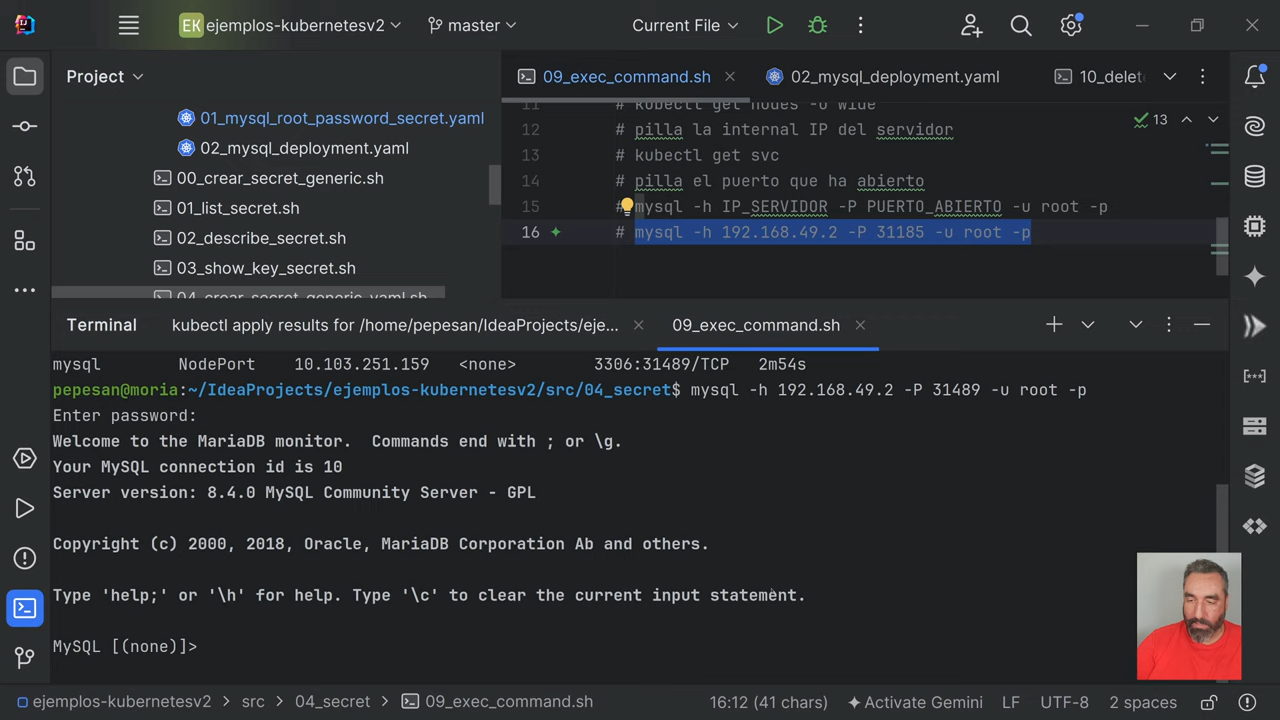 EK ejemplos-kubernetesv2 master Current File
Project
09_exec_command.sh 02_mysql_deployment.yaml 10_delet
01_mysql_root_password_secret.yaml
02_mysql_deployment.yaml
00_crear_secret_generic.sh
01_list_secret.sh
02_describe_secret.sh
03_show_key_secret.sh
04_crear_secret_generic_yaml.sh
11 # kubectl get nodes -o wide
12 # pilla la internal IP del servidor
13 # kubectl get svc
14 # pilla el puerto que ha abierto
15 # mysql -h IP_SERVIDOR -P PUERTO_ABIERTO -u root -p
16 # mysql -h 192.168.49.2 -P 31185 -u root -p
13
Terminal kubectl apply results for /home/pepesan/IdeaProjects/eje... 09_exec_command.sh
mysql NodePort 10.103.251.159 <none> 3306:31489/TCP 2m54s
pepesan@moria:~/IdeaProjects/ejemplos-kubernetesv2/src/04_secret$ mysql -h 192.168.49.2 -P 31489 -u root -p
Enter password:
Welcome to the MariaDB monitor. Commands end with ; or \g.
Your MySQL connection id is 10
Server version: 8.4.0 MySQL Community Server - GPL
Copyright (c) 2000, 2018, Oracle, MariaDB Corporation Ab and others.
Type 'help;' or '\h' for help. Type '\c' to clear the current input statement.
MySQL [(none)]>
ejemplos-kubernetesv2 > src > 04_secret > 09_exec_command.sh 16:12 (41 chars) Activate Gemini LF UTF-8 2 spaces